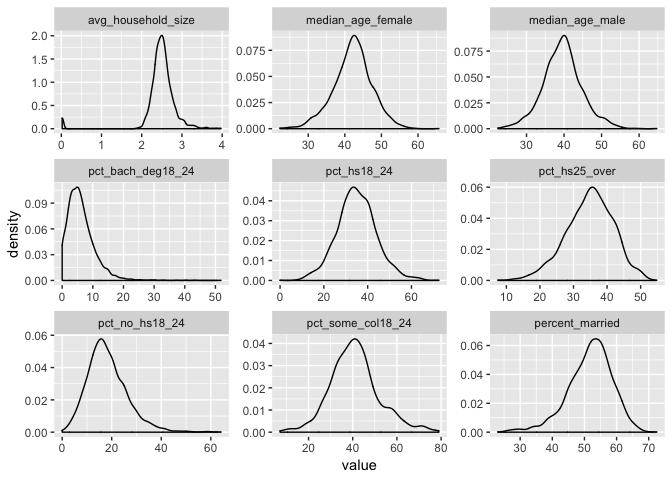 avg_household_size
median_age_female
median_age_male
2.0
1.5
1.0
0.5
0.0
0.075
0.050
0.025
0.000
0.075
0.050
0.025
0.000
0 1 2 3 4
30 40 50 60
30 40 50 60
pct_bach_deg18_24
pct_hs18_24
pct_hs25_over
0.09
0.06
0.03
0.00
0.04
0.03
0.02
0.01
0.00
0.06
0.04
0.02
0.00
0 10 20 30 40 50
0 20 40 60
10 20 30 40 50
pct_no_hs18_24
pct_some_col18_24
percent_married
0.06
0.04
0.02
0.00
0.04
0.03
0.02
0.01
0.00
0.06
0.04
0.02
0.00
0 20 40 60
20 40 60 80
30 40 50 60 70
density
value